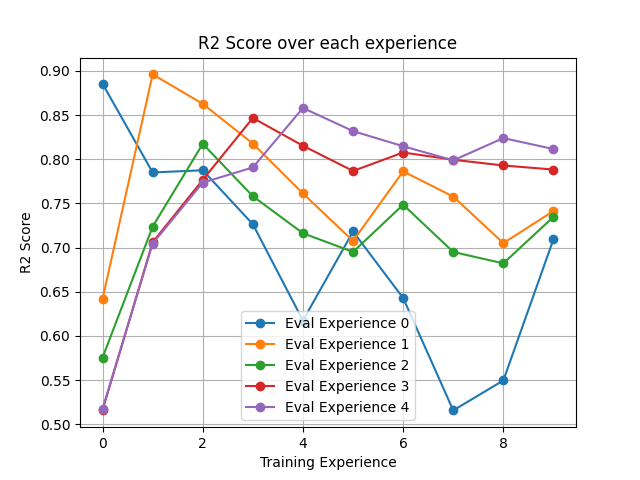 R2 Score over each experience
0.90
0.85
0.80
0.75
0.70
0.65
0.60
0.55
0.50
R2 Score
Eval Experience 0
Eval Experience 1
Eval Experience 2
Eval Experience 3
Eval Experience 4
0 2 4 6 8
Training Experience